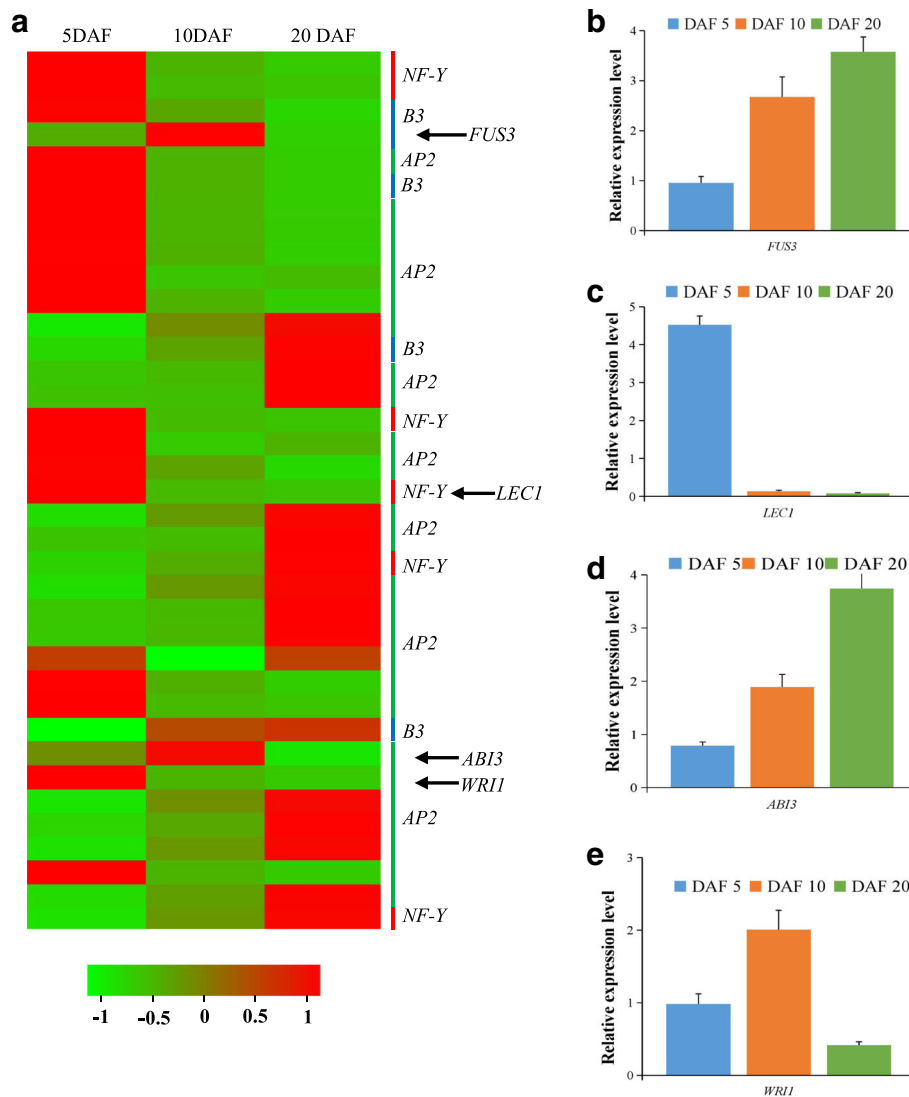 a
5DAF 10DAF 20 DAF
NF-Y
B3
FUS3
AP2
B3
AP2
B3
AP2
NF-Y
AP2
NF-Y LEC1
AP2
NF-Y
AP2
B3
ABI3
WRI1
AP2
NF-Y
-1 -0.5 0 0.5 1
b
DAF 5 DAF 10 DAF 20
Relative expression level
4
3
2
1
0
FUS3
c
DAF 5 DAF 10 DAF 20
Relative expression level
5
4
3
2
1
0
LEC1
d
DAF 5 DAF 10 DAF 20
Relative expression level
4
3
2
1
0
ABI3
e
DAF 5 DAF 10 DAF 20
Relative expression level
3
2
1
0
WRI1